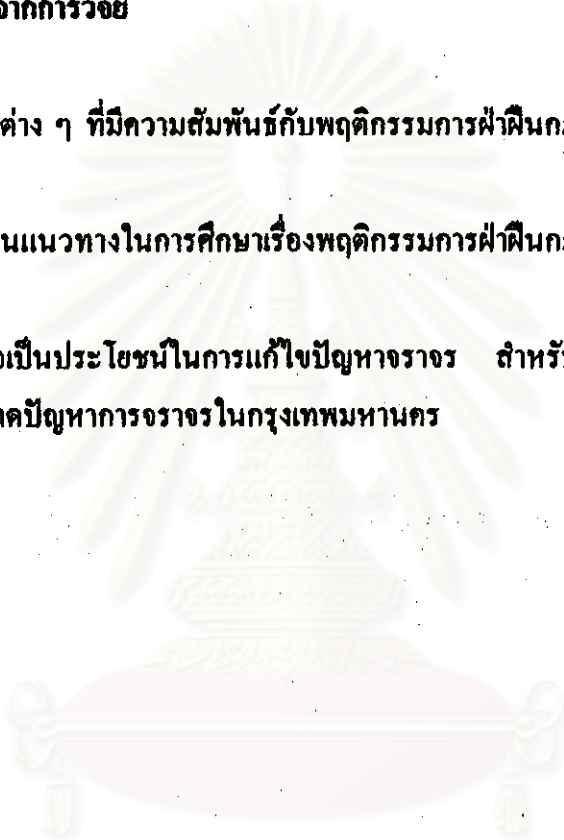 จากการวิจัย
ต่าง ๆ ที่มีความสัมพันธ์กับพฤติกรรมการฝ่าฝืน
นแนวทางในการศึกษาเรื่องพฤติกรรมการฝ่าฝืน
เป็นประโยชน์ในการแก้ไขปัญหาจราจร สำหรั
ลดปัญหาการจราจรในกรุงเทพมหานคร